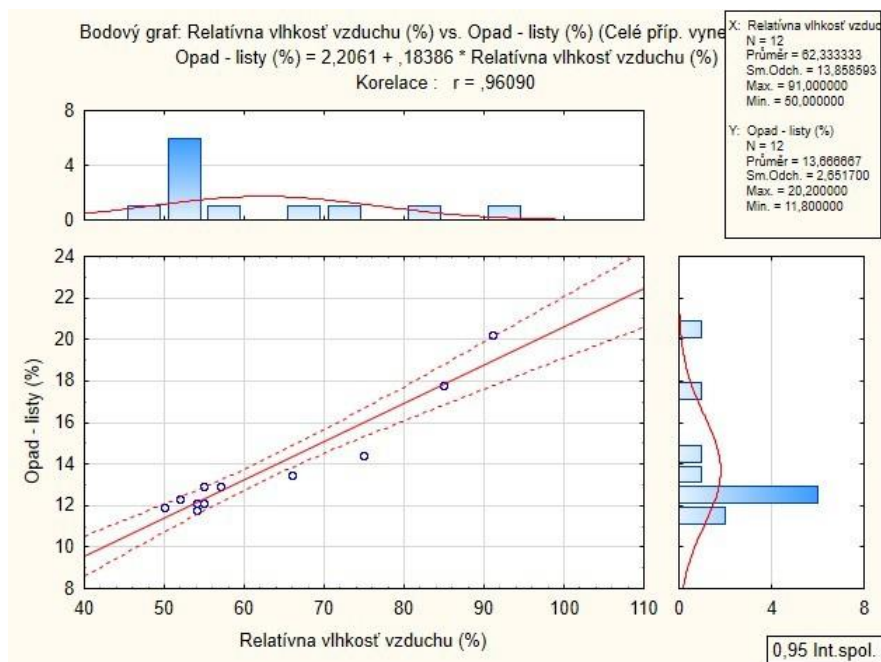 Bodový graf: Relatívna vlhkosť vzduchu (%) vs. Opad - listy (%) (Celé příp. vyne
Opad - listy (%) = 2,2061 + ,18386 * Relatívna vlhkosť vzduchu (%)
Korelace : r = ,96090
X: Relatívna vlhkosť vzduc
N = 12
Průměr = 62,333333
Sm.Odch. = 13,858593
Max. = 91,000000
Min. = 50,000000
Y: Opad - listy (%)
N = 12
Průměr = 13,666667
Sm.Odch. = 2,651700
Max. = 20,200000
Min. = 11,800000
8
4
0
24
22
20
18
16
14
12
10
8
Opad - listy (%)
40 50 60 70 80 90 100 110
Relatívna vlhkosť vzduchu (%)
0 4 8
0,95 Int.spol.